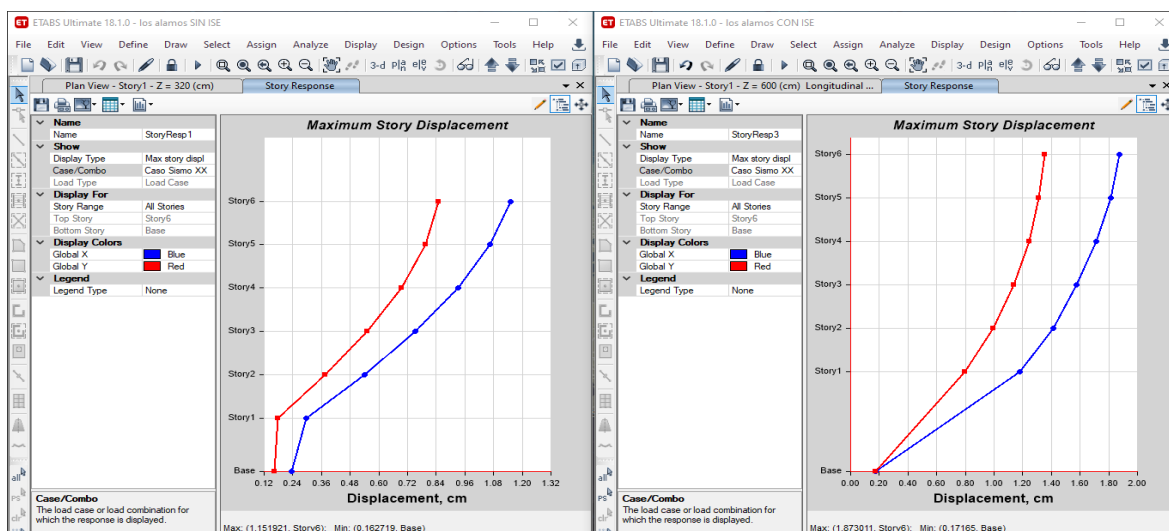 ETABS Ultimate 18.1.0 - los alamos SIN ISE
File Edit View Define Draw Select Assign Analyze Display Design Options Tools Help
3-d
Plan View - Story1 - Z = 320 (cm) Story Response
Name
Name StoryResp1
Show
Display Type Max story displ
Case/Combo Caso Sismo XX
Load Type Load Case
Display For
Story Range All Stories
Top Story Story6
Bottom Story Base
Display Colors
Global X Blue
Global Y Red
Legend
Legend Type None
Case/Combo
The load case or load combination for
which the response is displayed.
all
ps
clr
Maximum Story Displacement
Story6
Story5
Story4
Story3
Story2
Story1
Base
0.12 0.24 0.36 0.48 0.60 0.72 0.84 0.96 1.08 1.20 1.32
Displacement, cm
Max: (1.151921, Story6); Min: (0.162719, Base)
ETABS Ultimate 18.1.0 - los alamos CON ISE
File Edit View Define Draw Select Assign Analyze Display Design Options Tools Help
3-d
Plan View - Story1 - Z = 600 (cm) Longitudinal ... Story Response
Name
Name StoryResp3
Show
Display Type Max story displ
Case/Combo Caso Sismo XX
Load Type Load Case
Display For
Story Range All Stories
Top Story Story6
Bottom Story Base
Display Colors
Global X Blue
Global Y Red
Legend
Legend Type None
Case/Combo
The load case or load combination for
which the response is displayed.
all
ps
clr
Maximum Story Displacement
Story6
Story5
Story4
Story3
Story2
Story1
Base
0.00 0.20 0.40 0.60 0.80 1.00 1.20 1.40 1.60 1.80 2.00
Displacement, cm
Max: (1.873011, Story6); Min: (0.17165, Base)